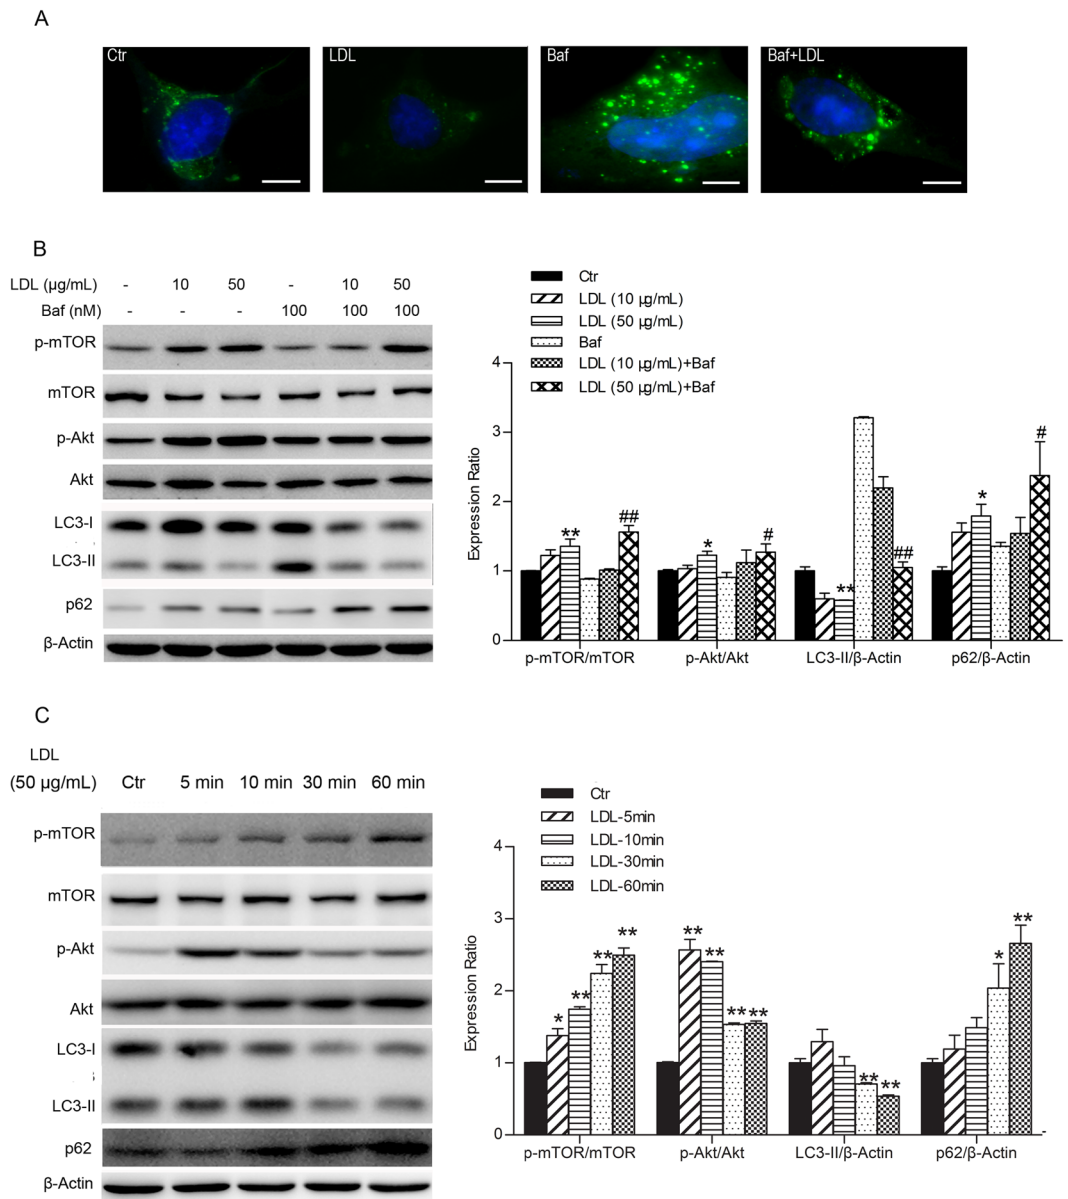 A
Ctr LDL Baf Baf+LDL
B
LDL (µg/mL) - 10 50 - 10 50
Baf (nM) - - - 100 100 100
p-mTOR
mTOR
p-Akt
Akt
LC3-I
LC3-II
p62
β-Actin
Ctr
LDL (10 µg/mL)
LDL (50 µg/mL)
Baf
LDL (10 µg/mL)+Baf
LDL (50 µg/mL)+Baf
Expression Ratio
4
3
2
1
0
** ## * # ** ## * #
p-mTOR/mTOR p-Akt/Akt LC3-II/β-Actin p62/β-Actin
C
LDL
(50 µg/mL) Ctr 5 min 10 min 30 min 60 min
p-mTOR
mTOR
p-Akt
Akt
LC3-I
LC3-II
p62
β-Actin
Ctr
LDL-5min
LDL-10min
LDL-30min
LDL-60min
Expression Ratio
4
3
2
1
0
* ** ** ** ** ** ** ** ** ** * **
p-mTOR/mTOR p-Akt/Akt LC3-II/β-Actin p62/β-Actin